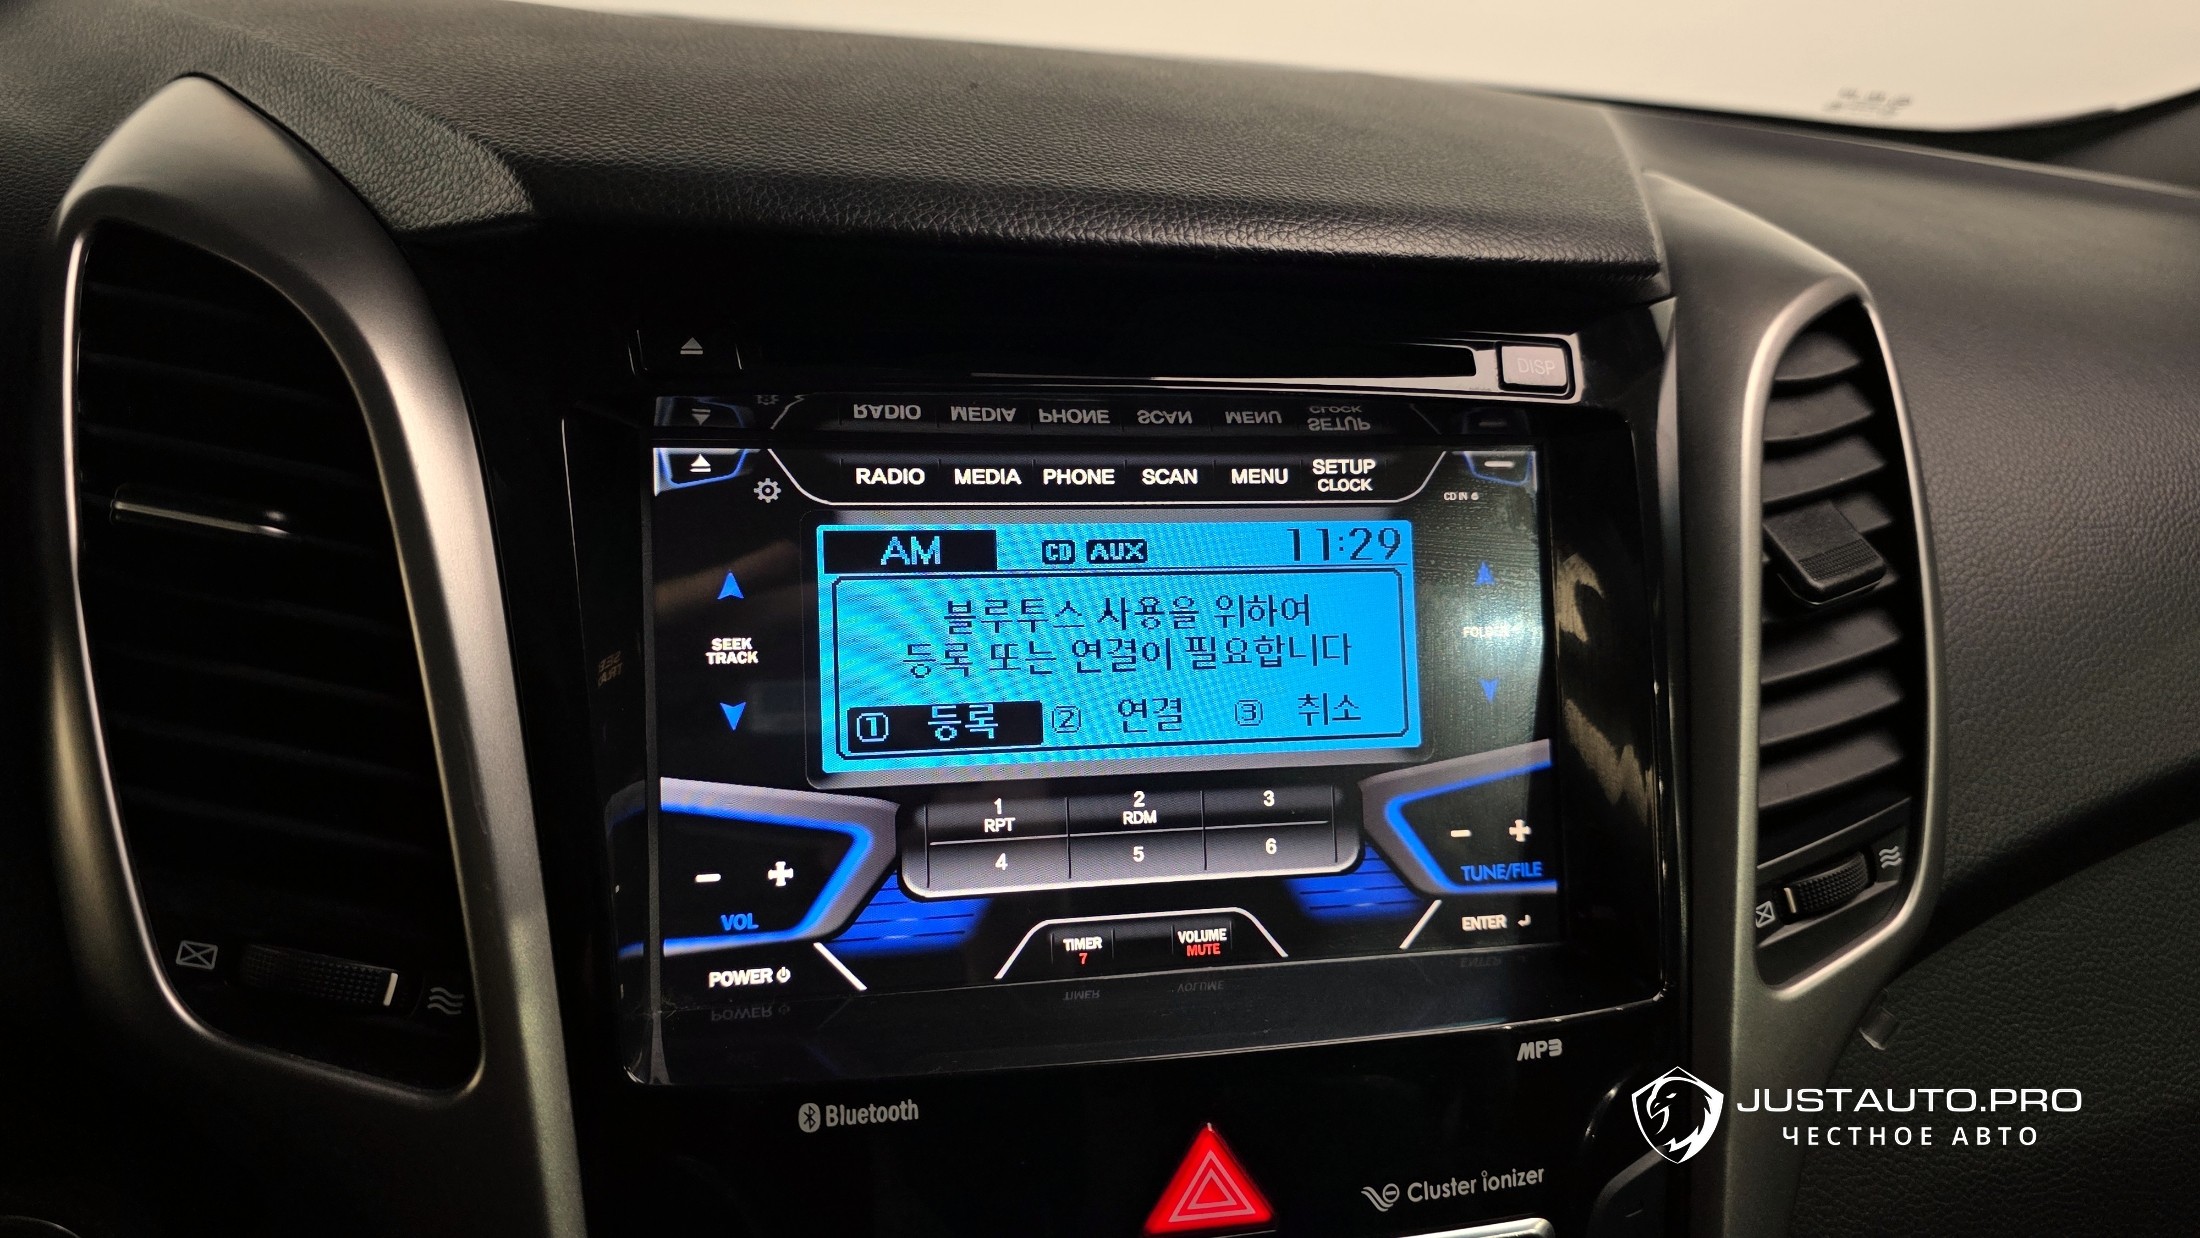 DISP
RADIO MEDIA PHONE SCAN MENU SETUP CLOCK
CD IN
AM CD AUX 11:29
블루투스 사용을 위하여
등록 또는 연결이 필요합니다
① 등록 ② 연결 ③ 취소
SEEK
TRACK
1 RPT 2 RDM 3
4 5 6
- + VOL
- + TUNE/FILE
POWER
TIMER 7
VOLUME MUTE
ENTER
MP3
Bluetooth
Cluster ionizer
JUSTAUTO.PRO
ЧЕСТНОЕ АВТО